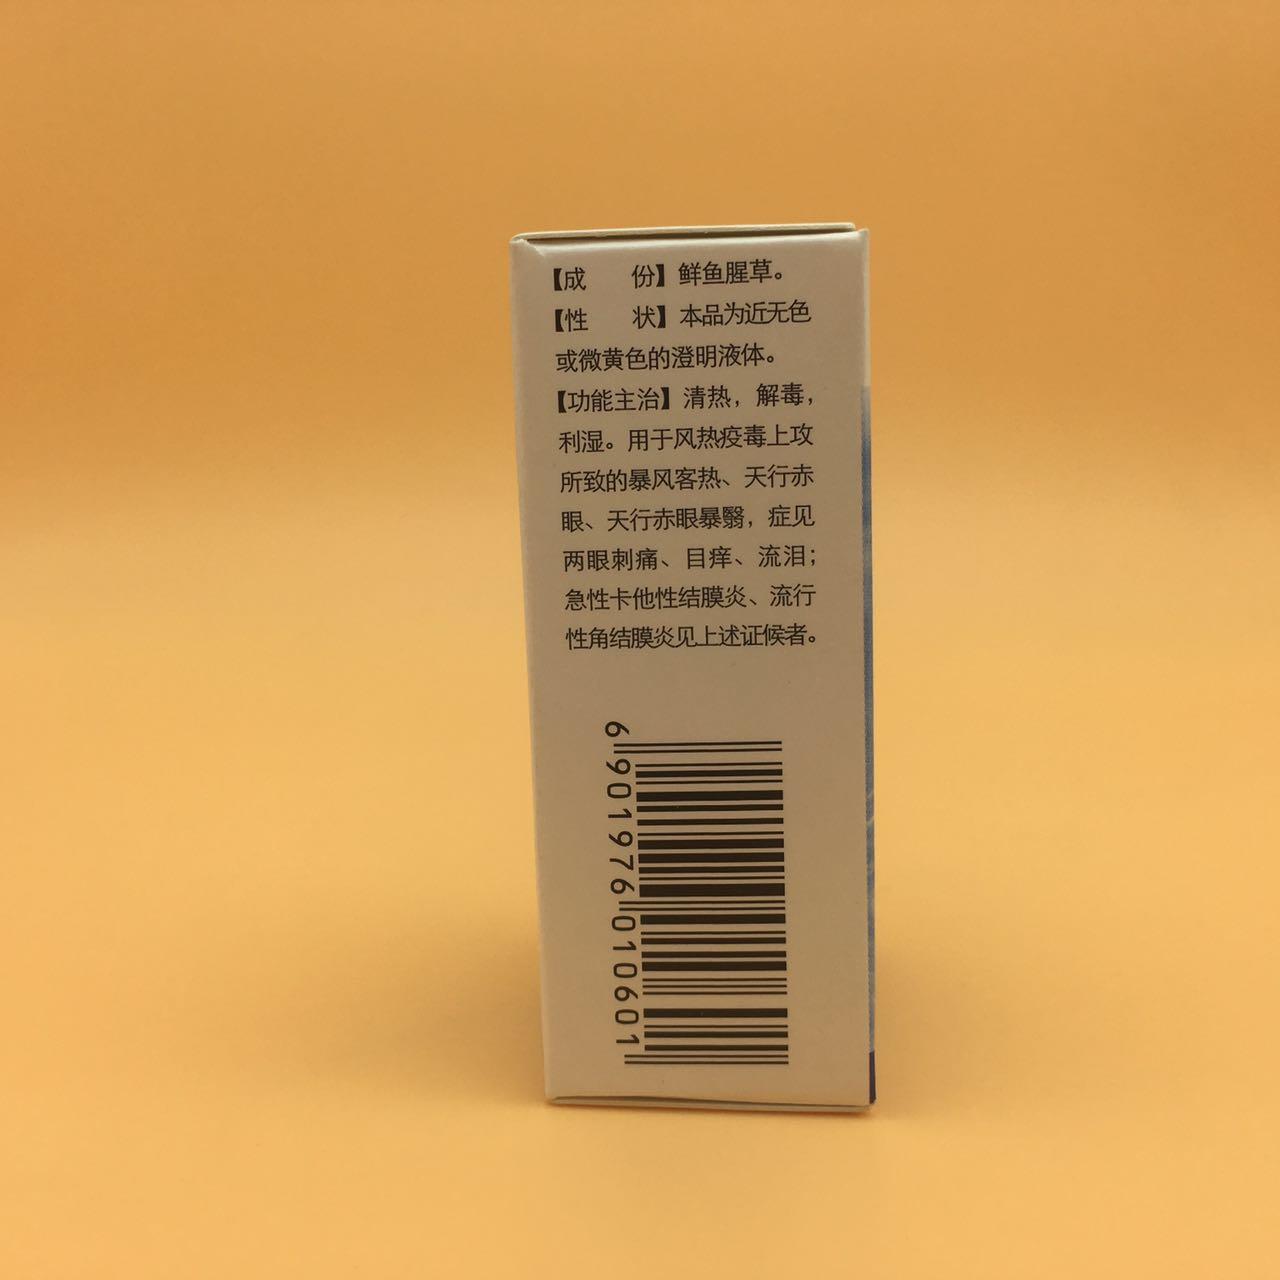 【成　　份】鲜鱼腥草。
【性　　状】本品为近无色
或微黄色的澄明液体。
【功能主治】清热，解毒，
利湿。用于风热疫毒上攻
所致的暴风客热、天行赤
眼、天行赤眼暴翳，症见
两眼刺痛、目痒、流泪；
急性卡他性结膜炎、流行
性角结膜炎见上述证候者。
6901976010601